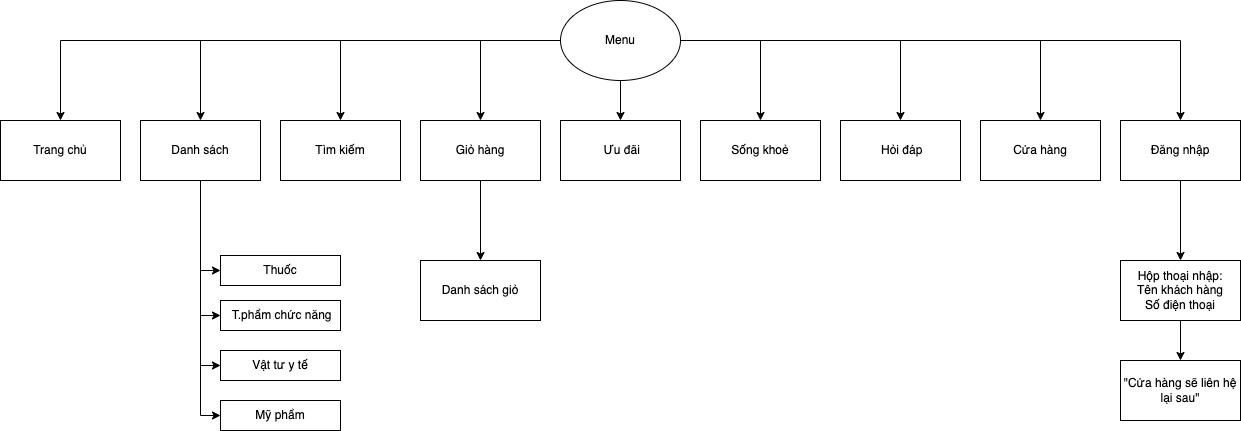 Menu
Trang chủ
Danh sách
Tìm kiếm
Giỏ hàng
Ưu đãi
Sống khoẻ
Hỏi đáp
Cửa hàng
Đăng nhập
Thuốc
T.phẩm chức năng
Vật tư y tế
Mỹ phẩm
Danh sách giỏ
Hộp thoại nhập:
Tên khách hàng
Số điện thoại
"Cửa hàng sẽ liên hệ
lại sau"